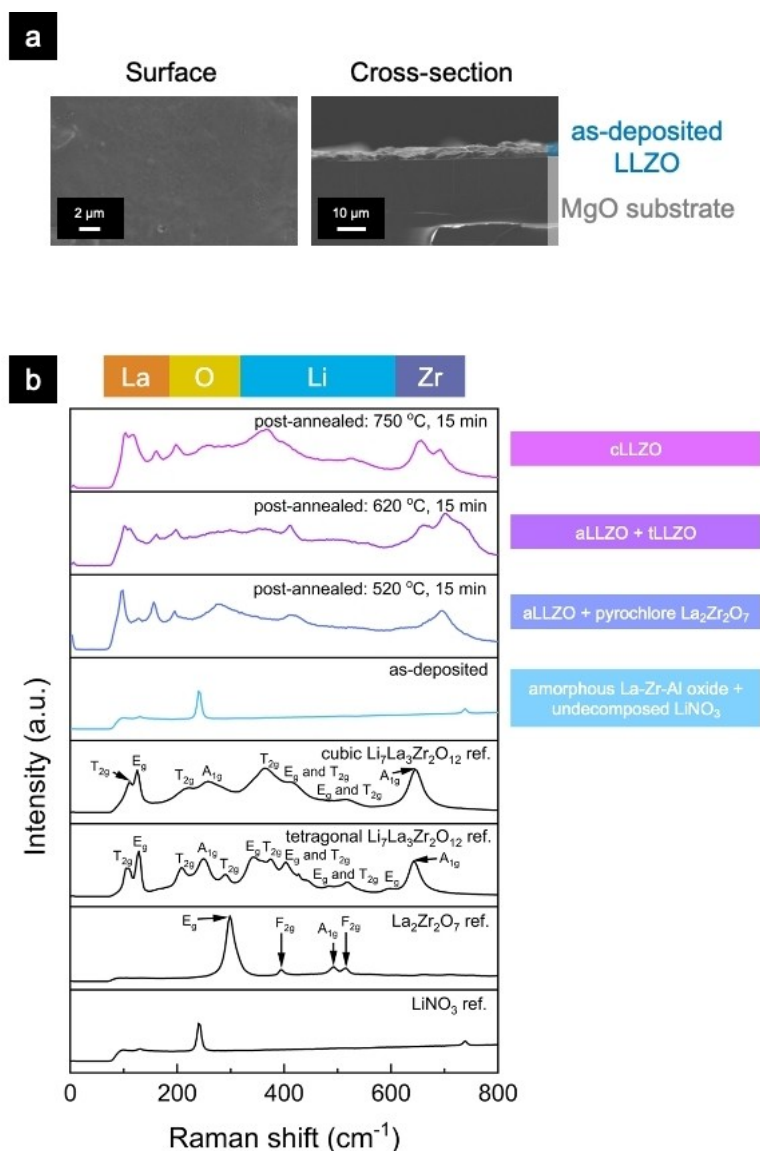 a
Surface
Cross-section
2 μm
10 μm
as-deposited
LLZO
MgO substrate
b
La
O
Li
Zr
post-annealed: 750 °C, 15 min
cLLZO
post-annealed: 620 °C, 15 min
aLLZO + tLLZO
post-annealed: 520 °C, 15 min
aLLZO + pyrochlore La₂Zr₂O₇
as-deposited
amorphous La-Zr-Al oxide +
undecomposed LiNO₃
cubic Li₇La₃Zr₂O₁₂ ref.
T₂g
Eg
T₂g
A₁g
T₂g
Eg and T₂g
Eg and T₂g
A₁g
tetragonal Li₇La₃Zr₂O₁₂ ref.
T₂g
Eg
T₂g
A₁g
T₂g
Eg
T₂g
Eg and T₂g
Eg and T₂g
Eg
A₁g
La₂Zr₂O₇ ref.
Eg
F₂g
A₁g
F₂g
LiNO₃ ref.
Intensity (a.u.)
0
200
400
600
800
Raman shift (cm⁻¹)